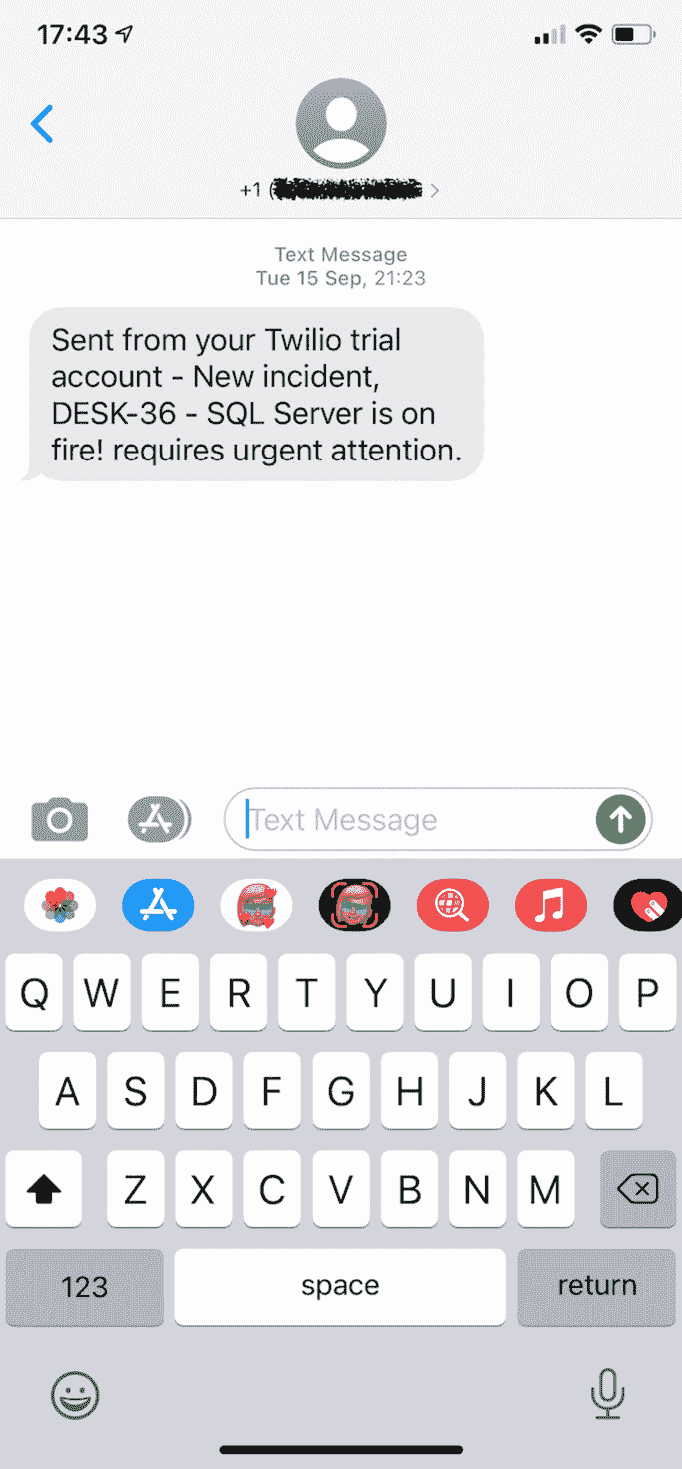 17:43
+1 (
Text Message
Tue 15 Sep, 21:23
Sent from your Twilio trial
account - New incident,
DESK-36 - SQL Server is on
fire! requires urgent attention.
Text Message
Q W E R T Y U I O P
A S D F G H J K L
Z X C V B N M
123 space return